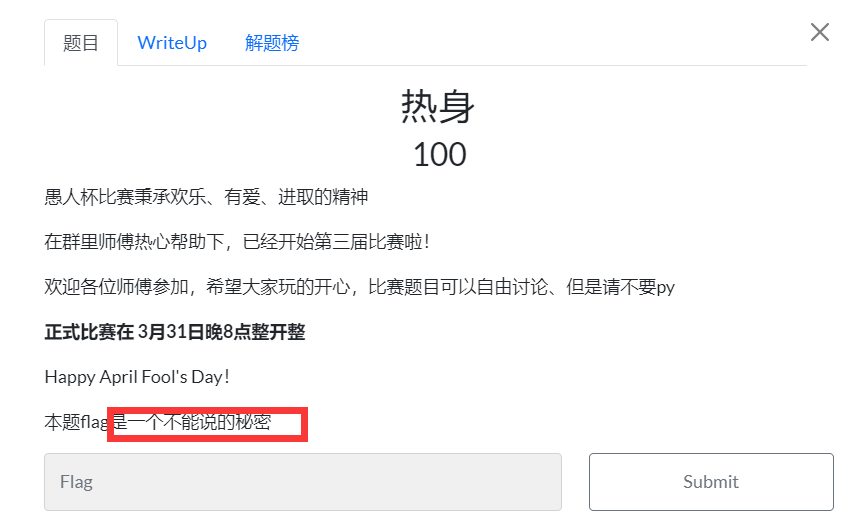 题目 WriteUp 解题榜
热身
100
愚人杯比赛秉承欢乐、有爱、进取的精神
在群里师傅热心帮助下，已经开始第三届比赛啦！
欢迎各位师傅参加，希望大家玩的开心，比赛题目可以自由讨论、但是请不要py
正式比赛在 3月31日晚8点整开整
Happy April Fool's Day！
本题flag是一个不能说的秘密
Flag Submit